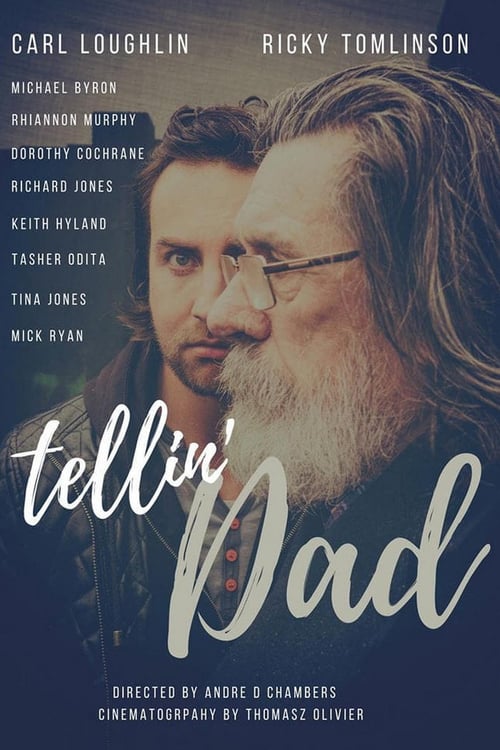 CARL LOUGHLIN RICKY TOMLINSON
MICHAEL BYRON
RHIANNON MURPHY
DOROTHY COCHRANE
RICHARD JONES
KEITH HYLAND
TASHER ODITA
TINA JONES
MICK RYAN
tellin'
Dad
DIRECTED BY ANDRE D CHAMBERS
CINEMATOGRPAHY BY THOMASZ OLIVIER